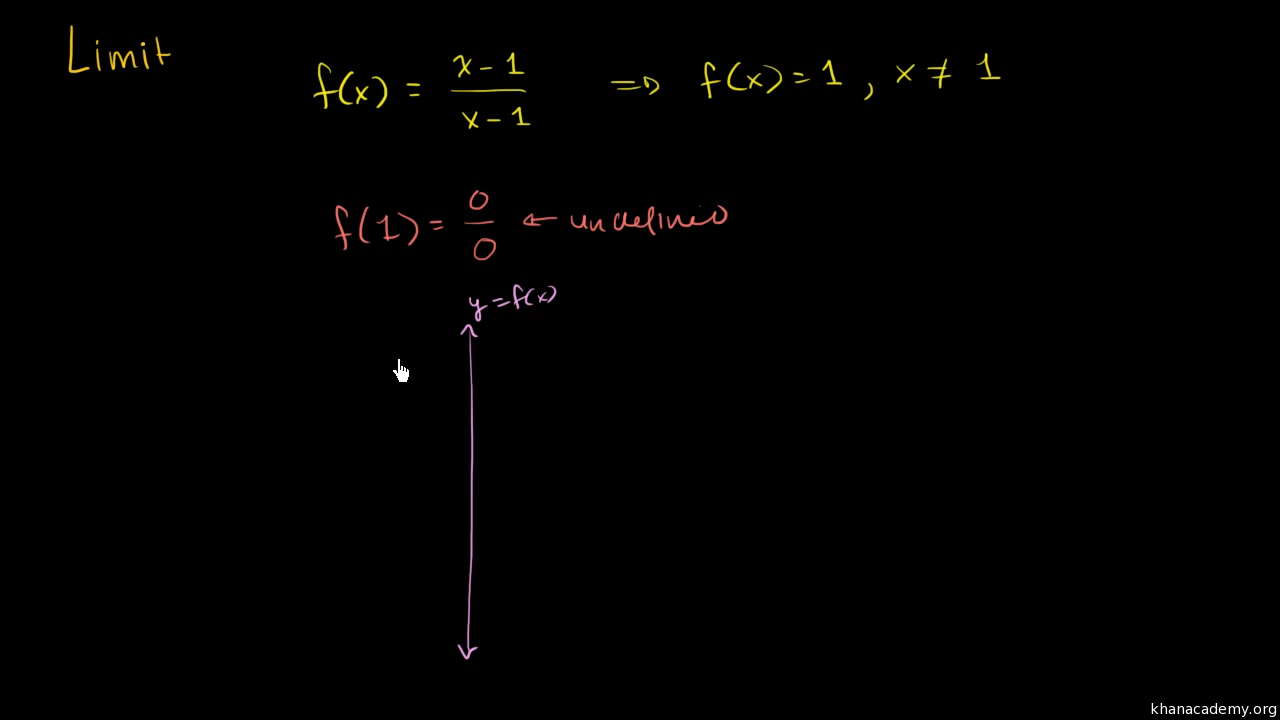 Limit
f(x) = x-1 / x-1 => f(x) = 1 , x ≠ 1
f(1) = 0/0 ← undefined
y = f(x)
khanacademy.org